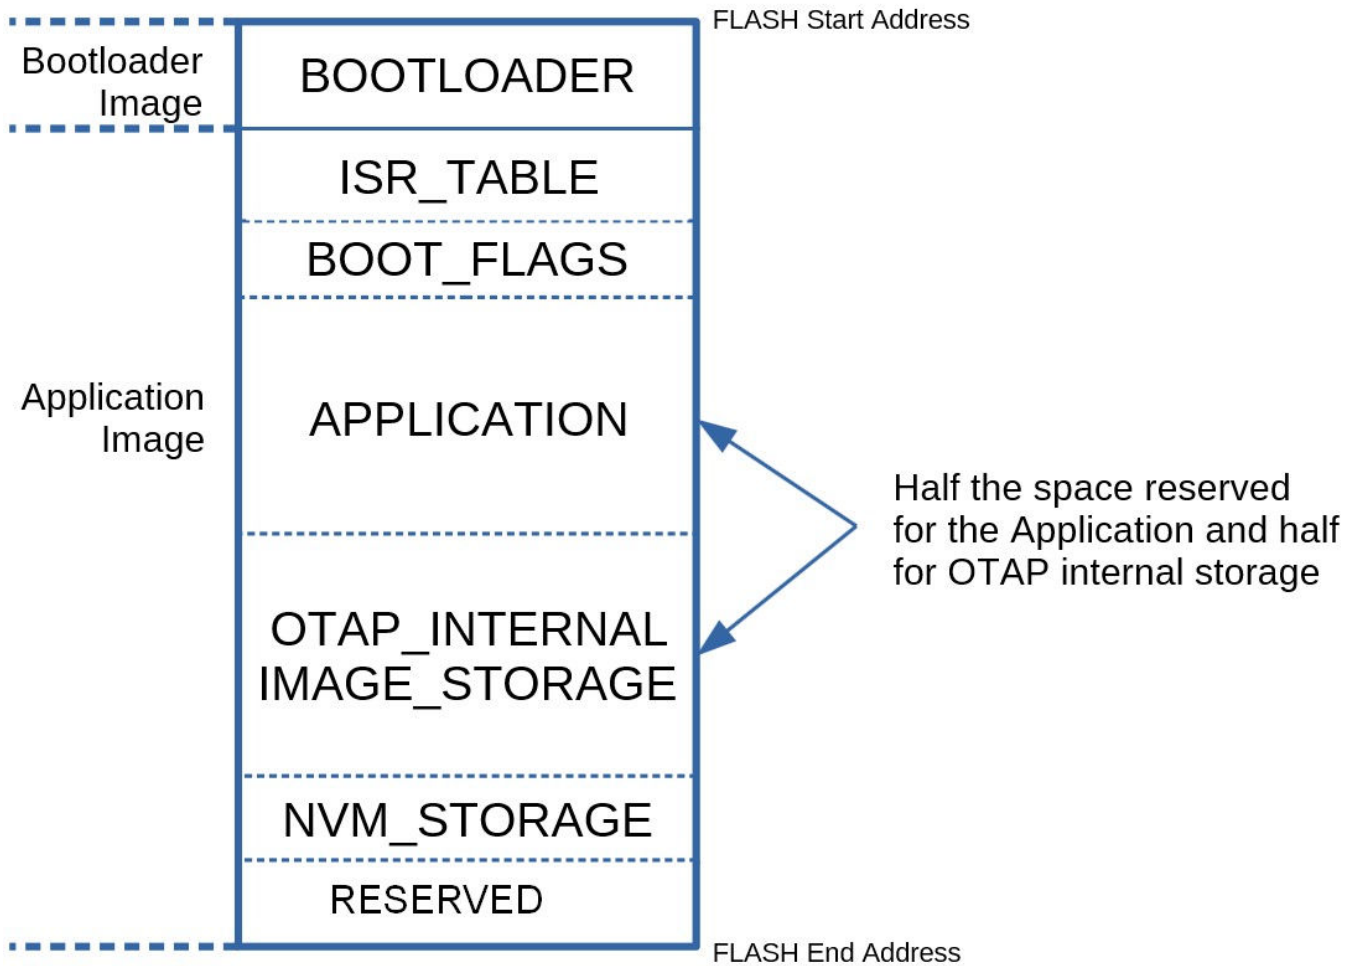 FLASH Start Address
Bootloader
Image
BOOTLOADER
ISR_TABLE
BOOT_FLAGS
Application
Image
APPLICATION
Half the space reserved
for the Application and half
for OTAP internal storage
OTAP_INTERNAL
IMAGE_STORAGE
NVM_STORAGE
RESERVED
FLASH End Address